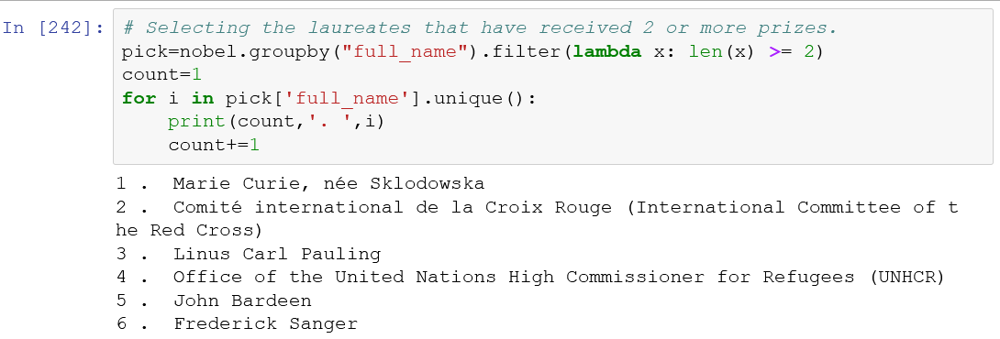 In [242]: # Selecting the laureates that have received 2 or more prizes.
pick=nobel.groupby("full_name").filter(lambda x: len(x) >= 2)
count=1
for i in pick['full_name'].unique():
    print(count,'. ',i)
    count+=1
1 .  Marie Curie, née Sklodowska
2 .  Comité international de la Croix Rouge (International Committee of t
he Red Cross)
3 .  Linus Carl Pauling
4 .  Office of the United Nations High Commissioner for Refugees (UNHCR)
5 .  John Bardeen
6 .  Frederick Sanger